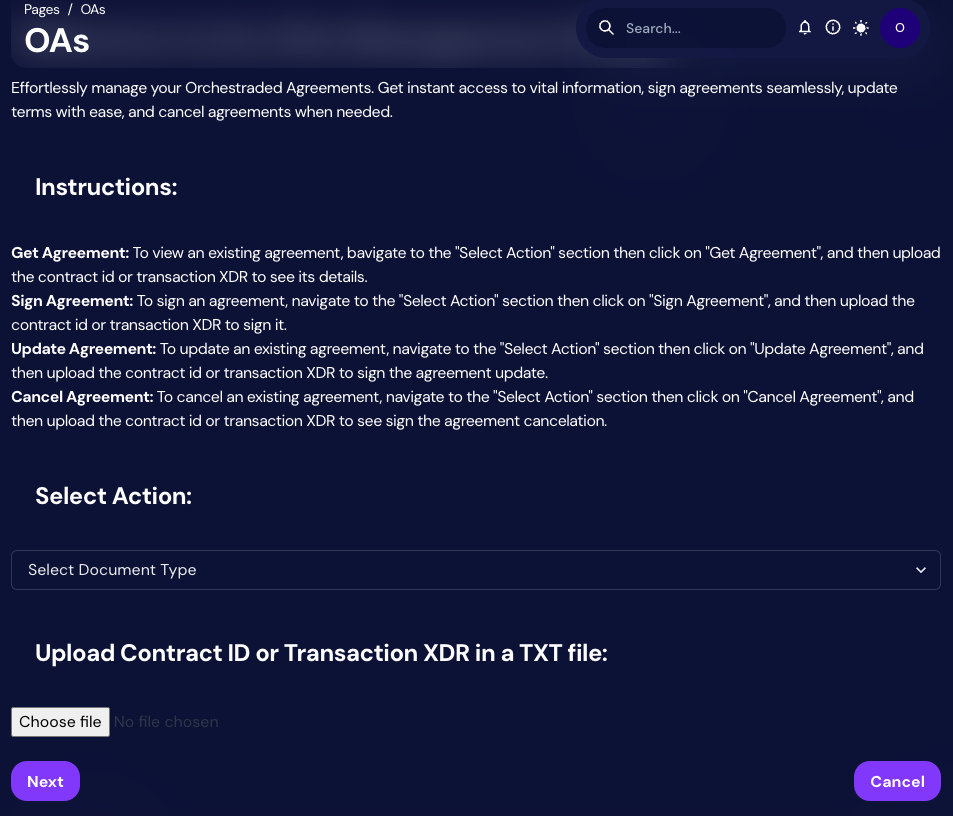 Pages / OAs
OAs
Search...
O
Effortlessly manage your Orchestraded Agreements. Get instant access to vital information, sign agreements seamlessly, update
terms with ease, and cancel agreements when needed.
Instructions:
Get Agreement: To view an existing agreement, bavigate to the "Select Action" section then click on "Get Agreement", and then upload
the contract id or transaction XDR to see its details.
Sign Agreement: To sign an agreement, navigate to the "Select Action" section then click on "Sign Agreement", and then upload the
contract id or transaction XDR to sign it.
Update Agreement: To update an existing agreement, navigate to the "Select Action" section then click on "Update Agreement", and
then upload the contract id or transaction XDR to sign the agreement update.
Cancel Agreement: To cancel an existing agreement, navigate to the "Select Action" section then click on "Cancel Agreement", and
then upload the contract id or transaction XDR to see sign the agreement cancelation.
Select Action:
Select Document Type
Upload Contract ID or Transaction XDR in a TXT file:
Choose file No file chosen
Next
Cancel